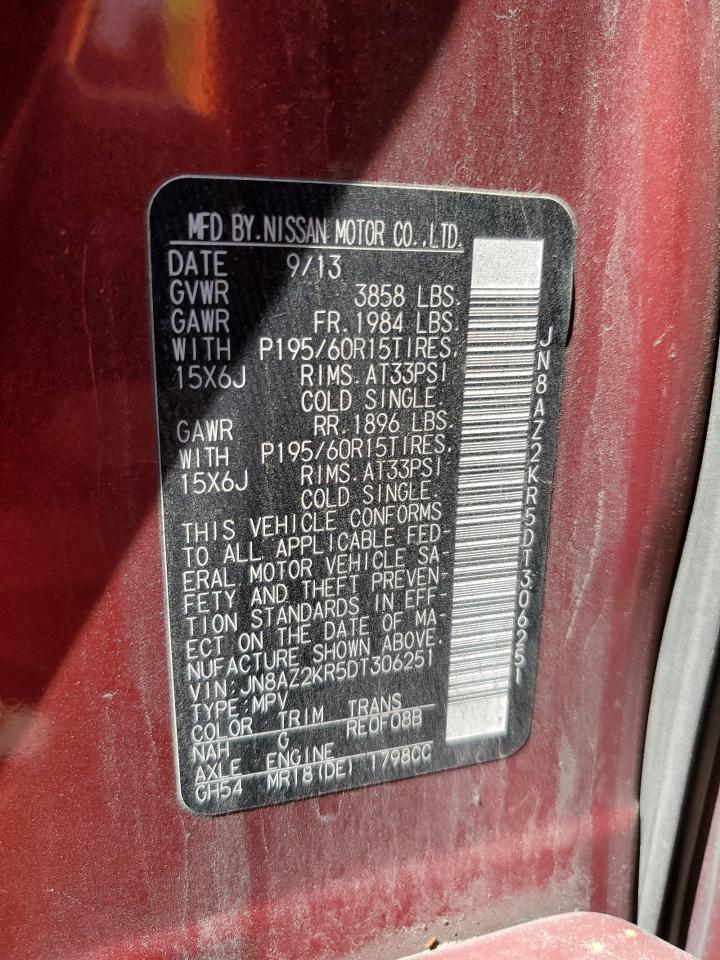 MFD BY.NISSAN MOTOR CO.,LTD.
DATE 9/13
GVWR 3858 LBS.
GAWR FR.1984 LBS.
WITH P195/60R15TIRES.
15X6J RIMS.AT33PSI
COLD SINGLE.
GAWR RR.1896 LBS.
WITH P195/60R15TIRES.
15X6J RIMS.AT33PSI
COLD SINGLE.
THIS VEHICLE CONFORMS
TO ALL APPLICABLE FED-
ERAL MOTOR VEHICLE SA-
FETY AND THEFT PREVEN-
TION STANDARDS IN EFF-
ECT ON THE DATE OF MA-
NUFACTURE SHOWN ABOVE.
VIN:JN8AZ2KR5DT306251
TYPE:MPV
COLOR TRIM TRANS
NAH C RE0F08B
AXLE ENGINE
GH54 MR18(DE) 1798CC
JN8AZ2KR5DT306251